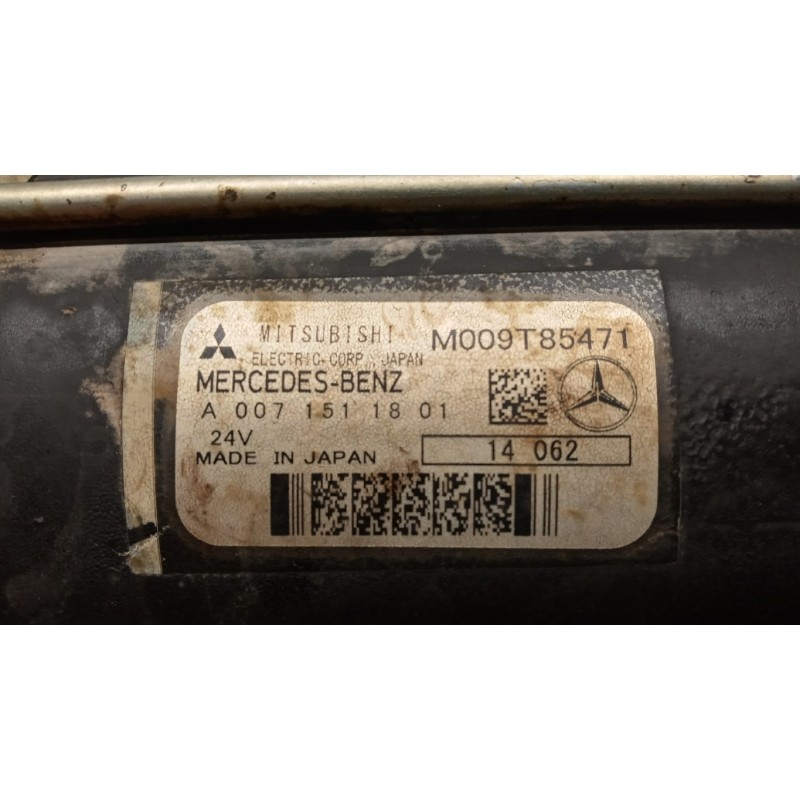 MITSUBISHI M009T85471
ELECTRIC CORP., JAPAN
MERCEDES-BENZ
A 007 151 18 01
24V
MADE IN JAPAN 14 062